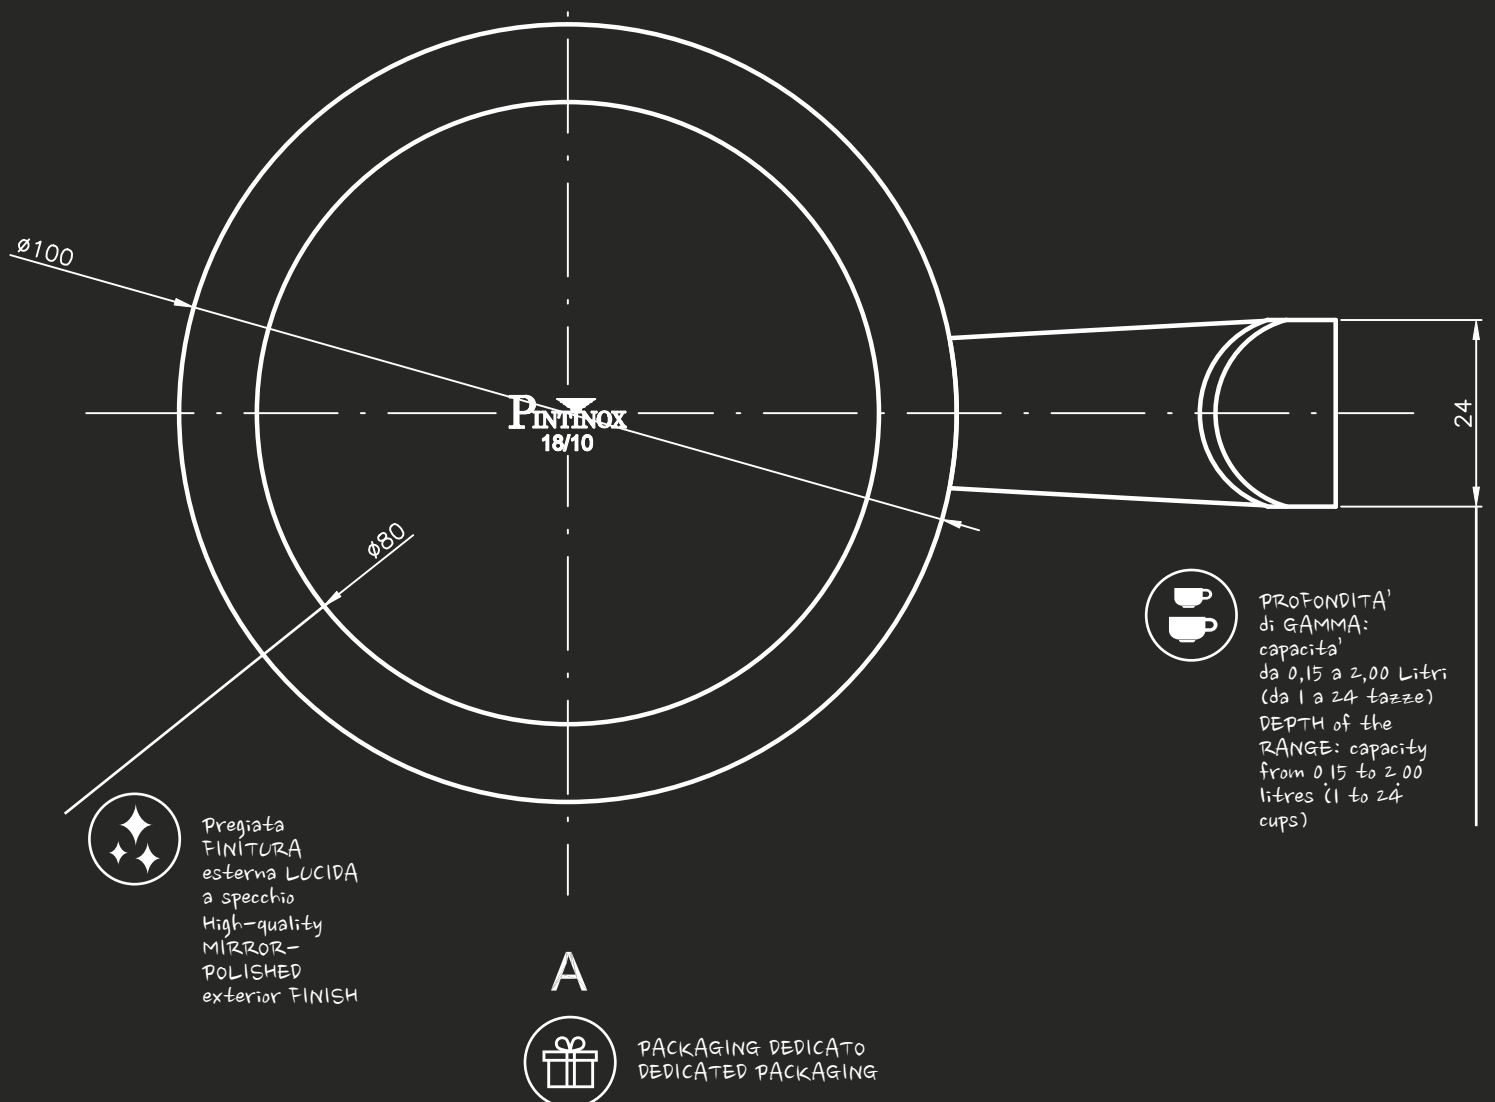 ø100
PINTINOX
18/10
24
ø80
PROFONDITA'
di GAMMA:
capacita'
da 0,15 a 2,00 Litri
(da 1 a 24 tazze)
DEPTH of the
RANGE: capacity
from 0.15 to 2.00
litres (1 to 24
cups)
Pregiata
FINITURA
esterna LUCIDA
a specchio
High-quality
MIRROR-
POLISHED
exterior FINISH
A
PACKAGING DEDICATO
DEDICATED PACKAGING